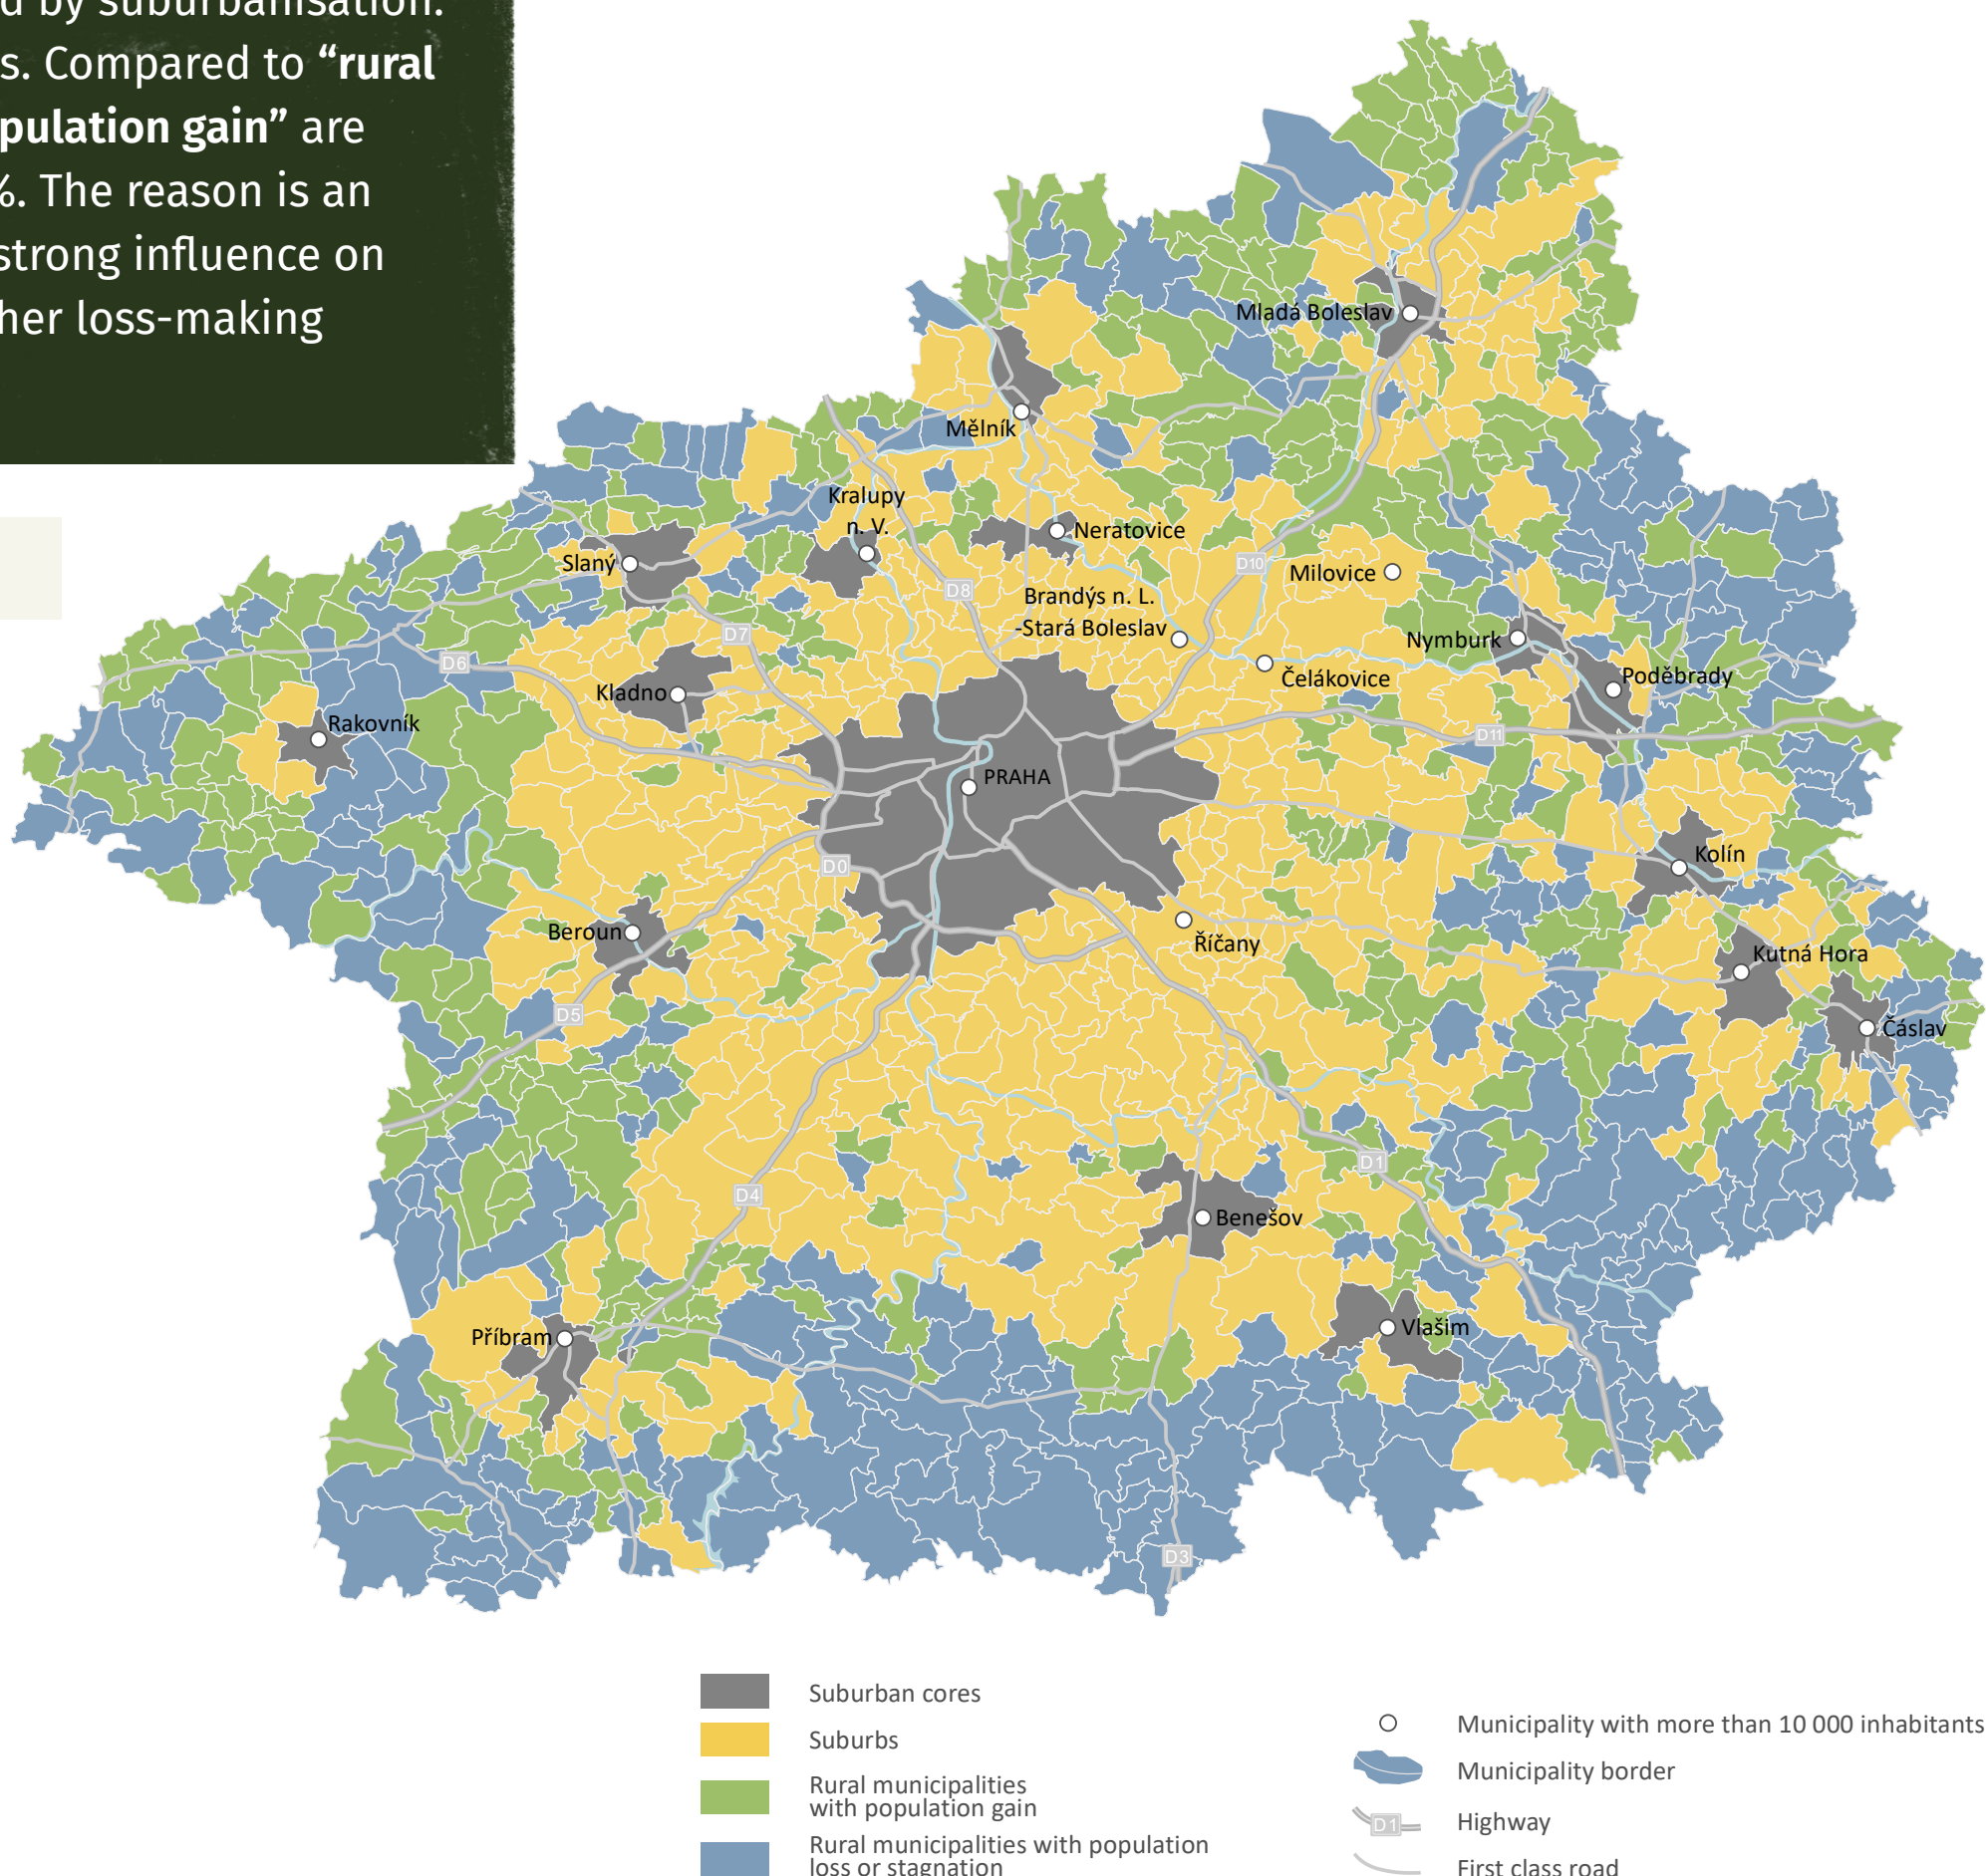 d by suburbanisation.
s. Compared to “rural
pulation gain” are
%. The reason is an
strong influence on
her loss-making
Mladá Boleslav
Mělník
Kralupy
n. V.
Neratovice
Slaný
D10
Milovice
D8
Brandýs n. L.
-Stará Boleslav
D7
Nymburk
D6
Čelákovice
Poděbrady
Kladno
Rakovník
D11
PRAHA
Kolín
D0
Beroun
Říčany
Kutná Hora
D5
Čáslav
D1
D4
Benešov
Příbram
Vlašim
D3
Suburban cores
Suburbs
Rural municipalities
with population gain
Rural municipalities with population
loss or stagnation
Municipality with more than 10 000 inhabitants
Municipality border
D1
Highway
First class road